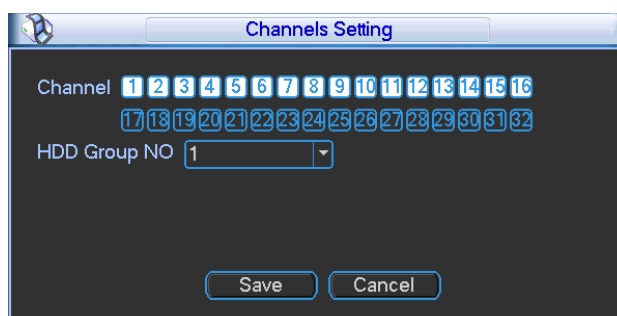 Channels Setting
Channel 1 2 3 4 5 6 7 8 9 10 11 12 13 14 15 16
17 18 19 20 21 22 23 24 25 26 27 28 29 30 31 32
HDD Group NO 1
Save Cancel